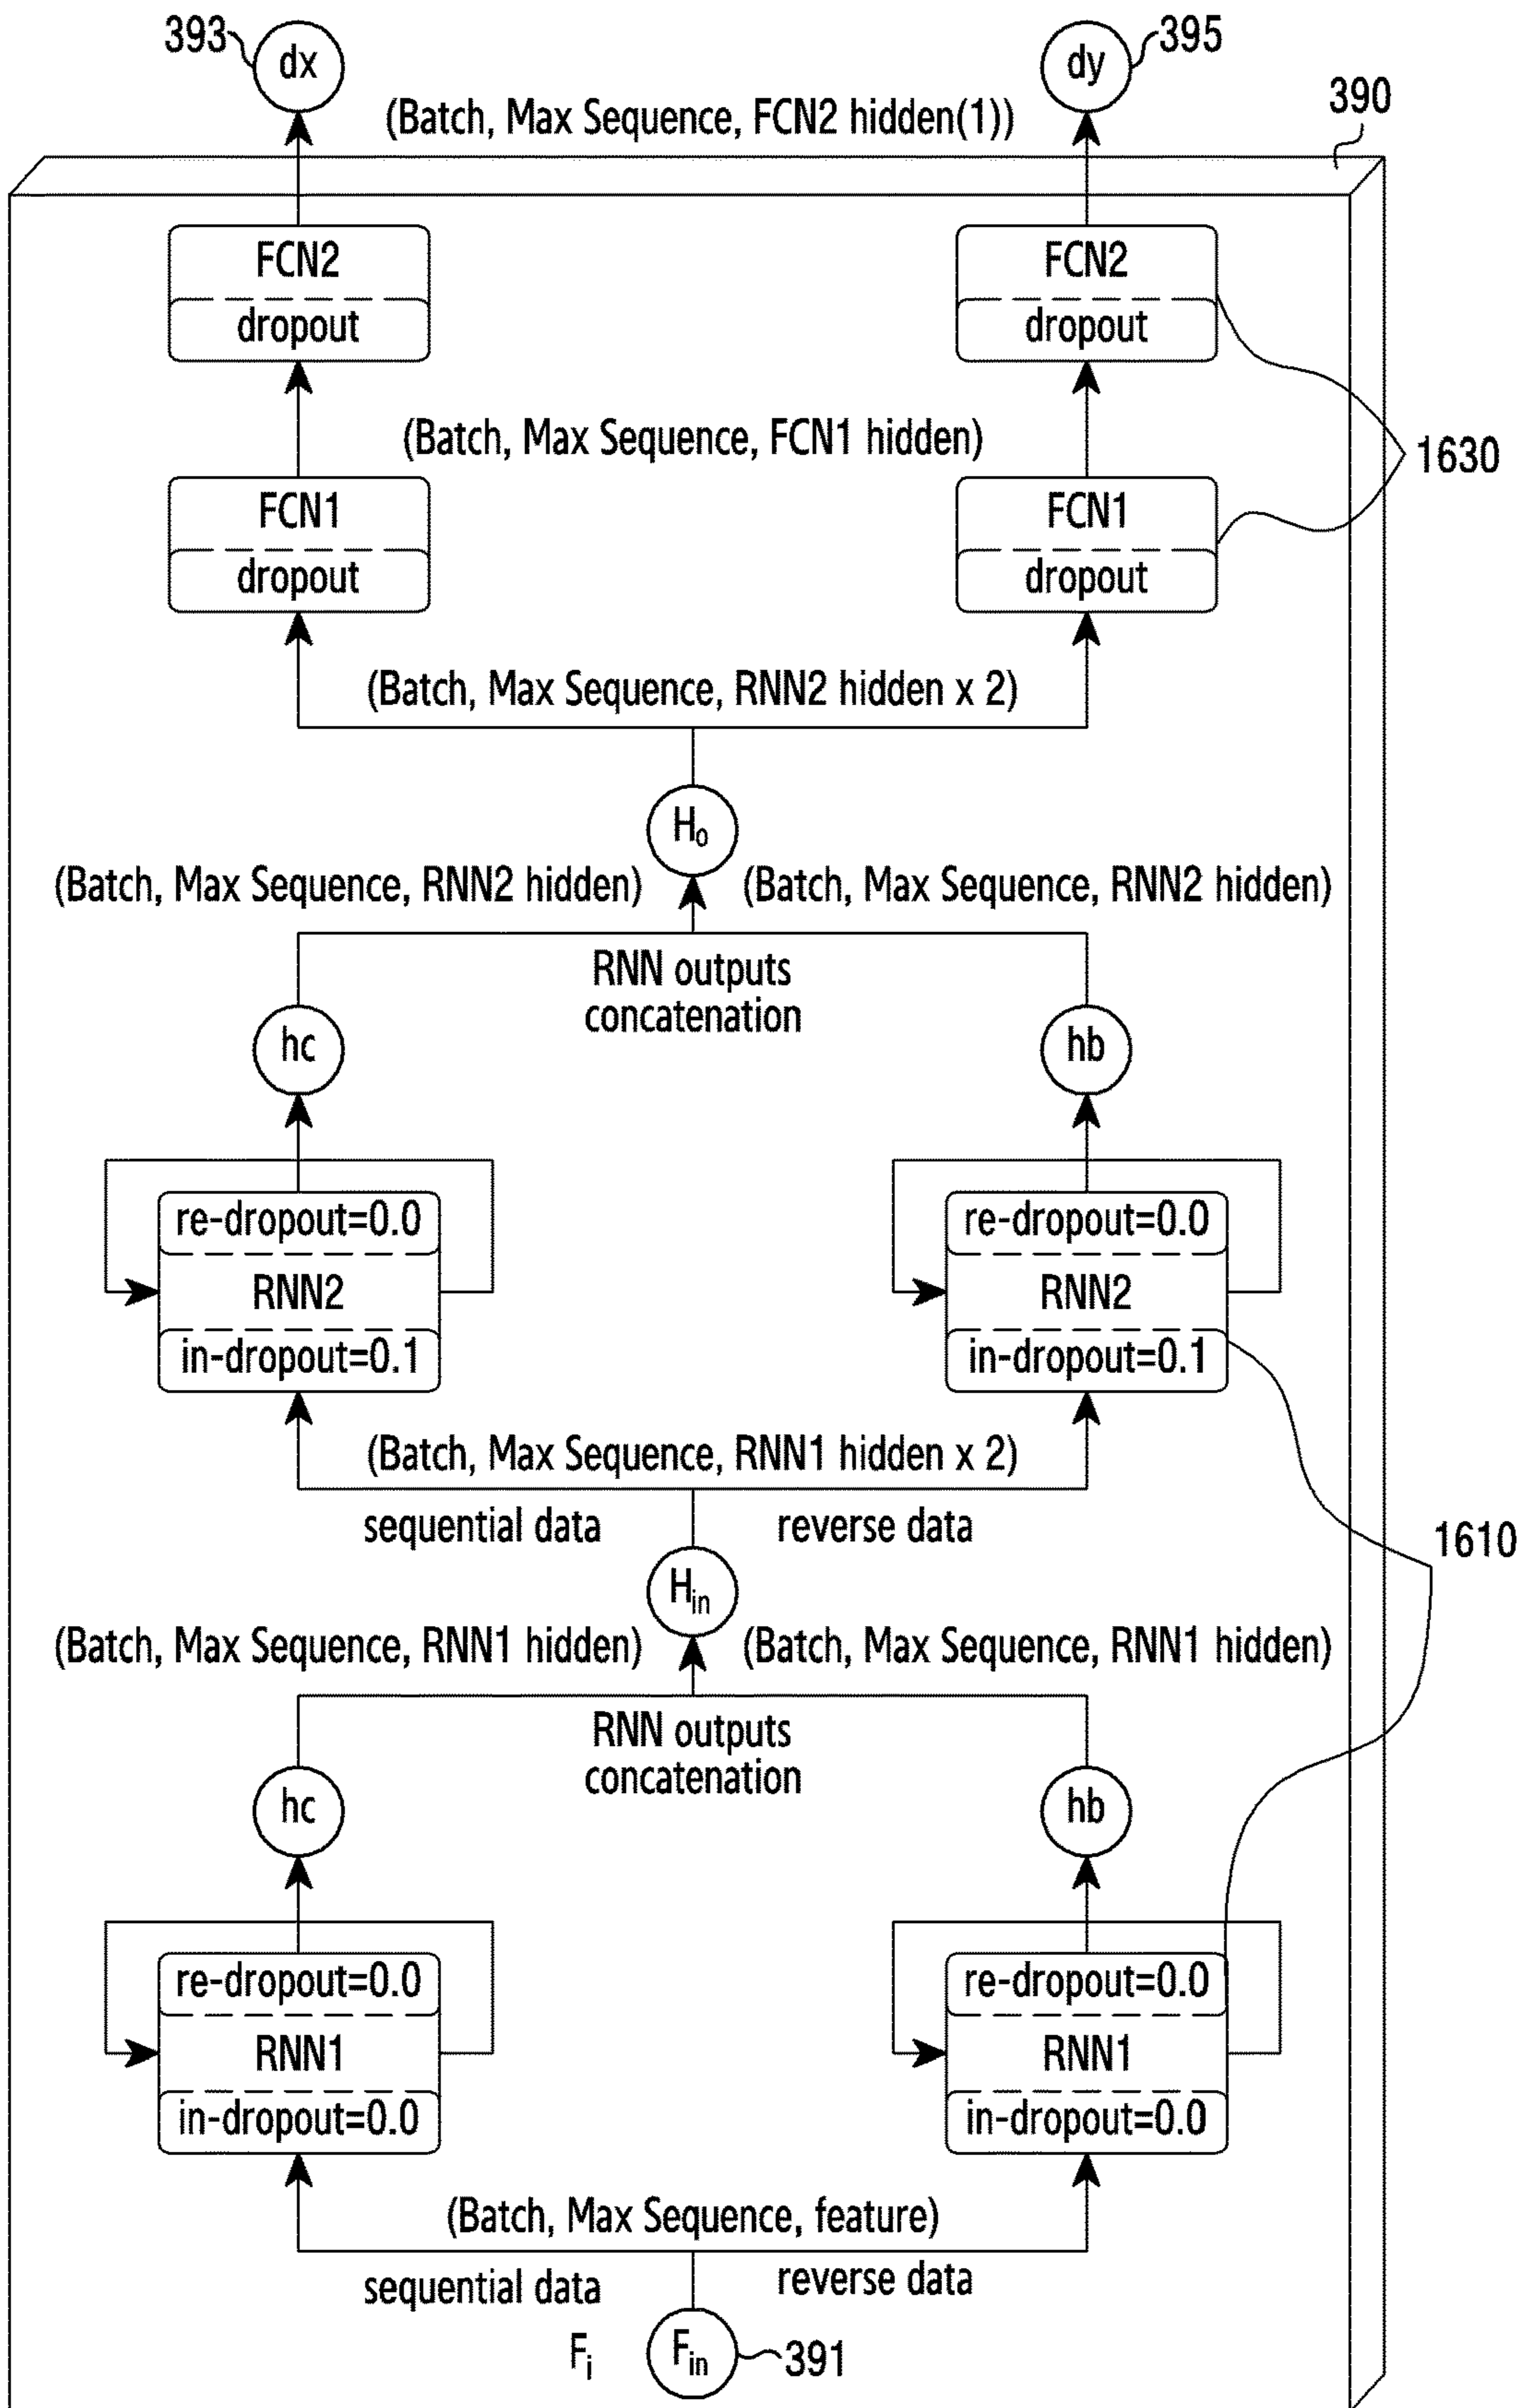 393 dx dy 395
(Batch, Max Sequence, FCN2 hidden(1)) 390
FCN2 FCN2
dropout dropout
(Batch, Max Sequence, FCN1 hidden) 1630
FCN1 FCN1
dropout dropout
(Batch, Max Sequence, RNN2 hidden x 2)
Ho
(Batch, Max Sequence, RNN2 hidden) (Batch, Max Sequence, RNN2 hidden)
RNN outputs
concatenation
hc hb
re-dropout=0.0 re-dropout=0.0
RNN2 RNN2
in-dropout=0.1 in-dropout=0.1
(Batch, Max Sequence, RNN1 hidden x 2)
sequential data reverse data 1610
Hin
(Batch, Max Sequence, RNN1 hidden) (Batch, Max Sequence, RNN1 hidden)
RNN outputs
concatenation
hc hb
re-dropout=0.0 re-dropout=0.0
RNN1 RNN1
in-dropout=0.0 in-dropout=0.0
(Batch, Max Sequence, feature)
sequential data reverse data
Fi Fin 391